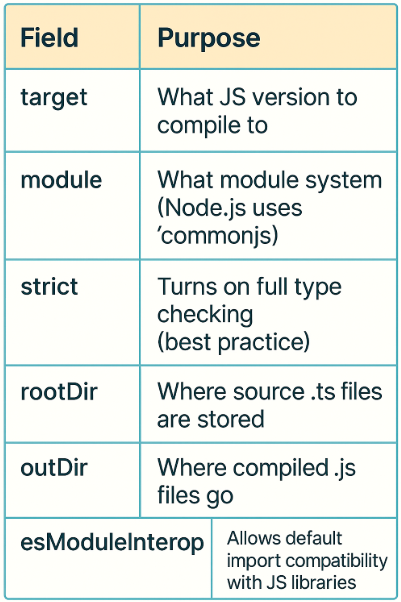 Field Purpose
target What JS version to
compile to
module What module system
(Node.js uses
‘commonjs)
strict Turns on full type
checking
(best practice)
rootDir Where source .ts files
are stored
outDir Where compiled .js
files go
esModuleInterop Allows default
import compatibility
with JS libraries